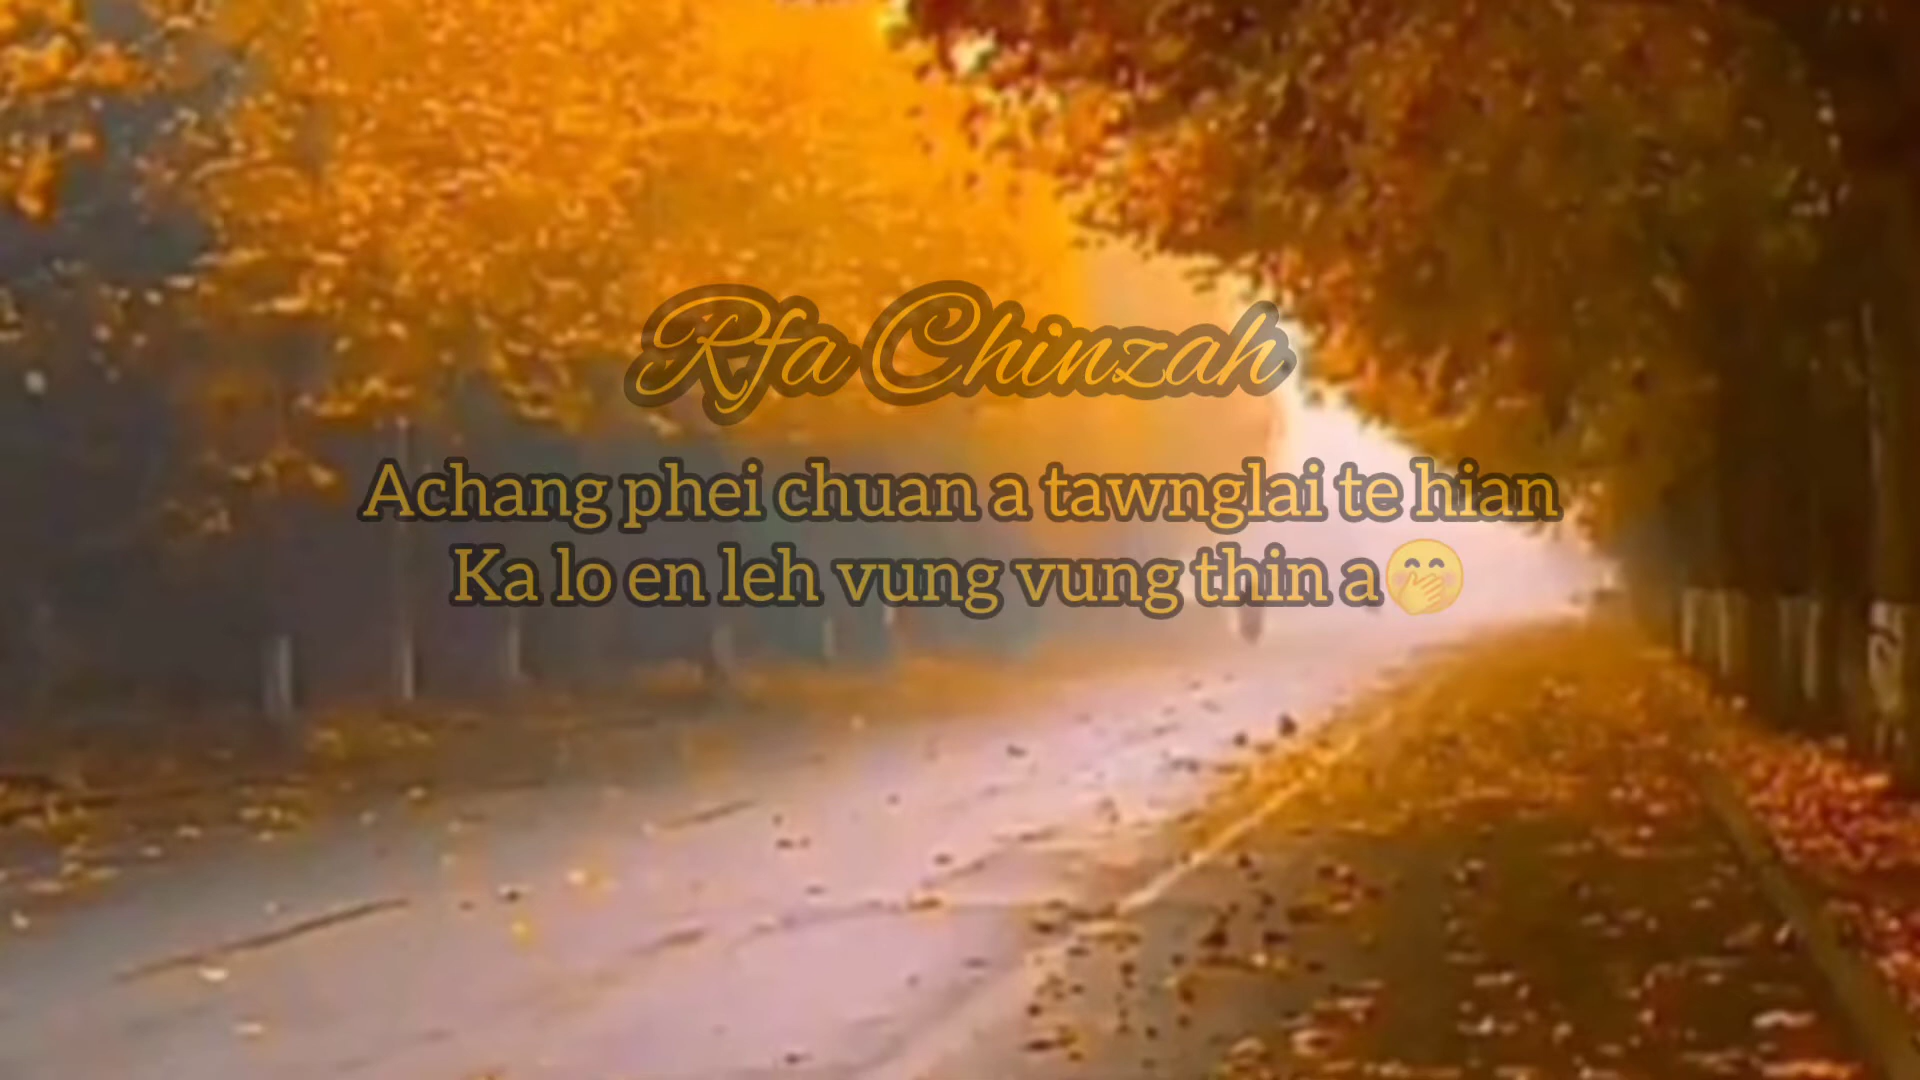 Rfa Chinzah
Achang phei chuan a tawnglai te hian
Ka lo en leh vung vung thin a🤭